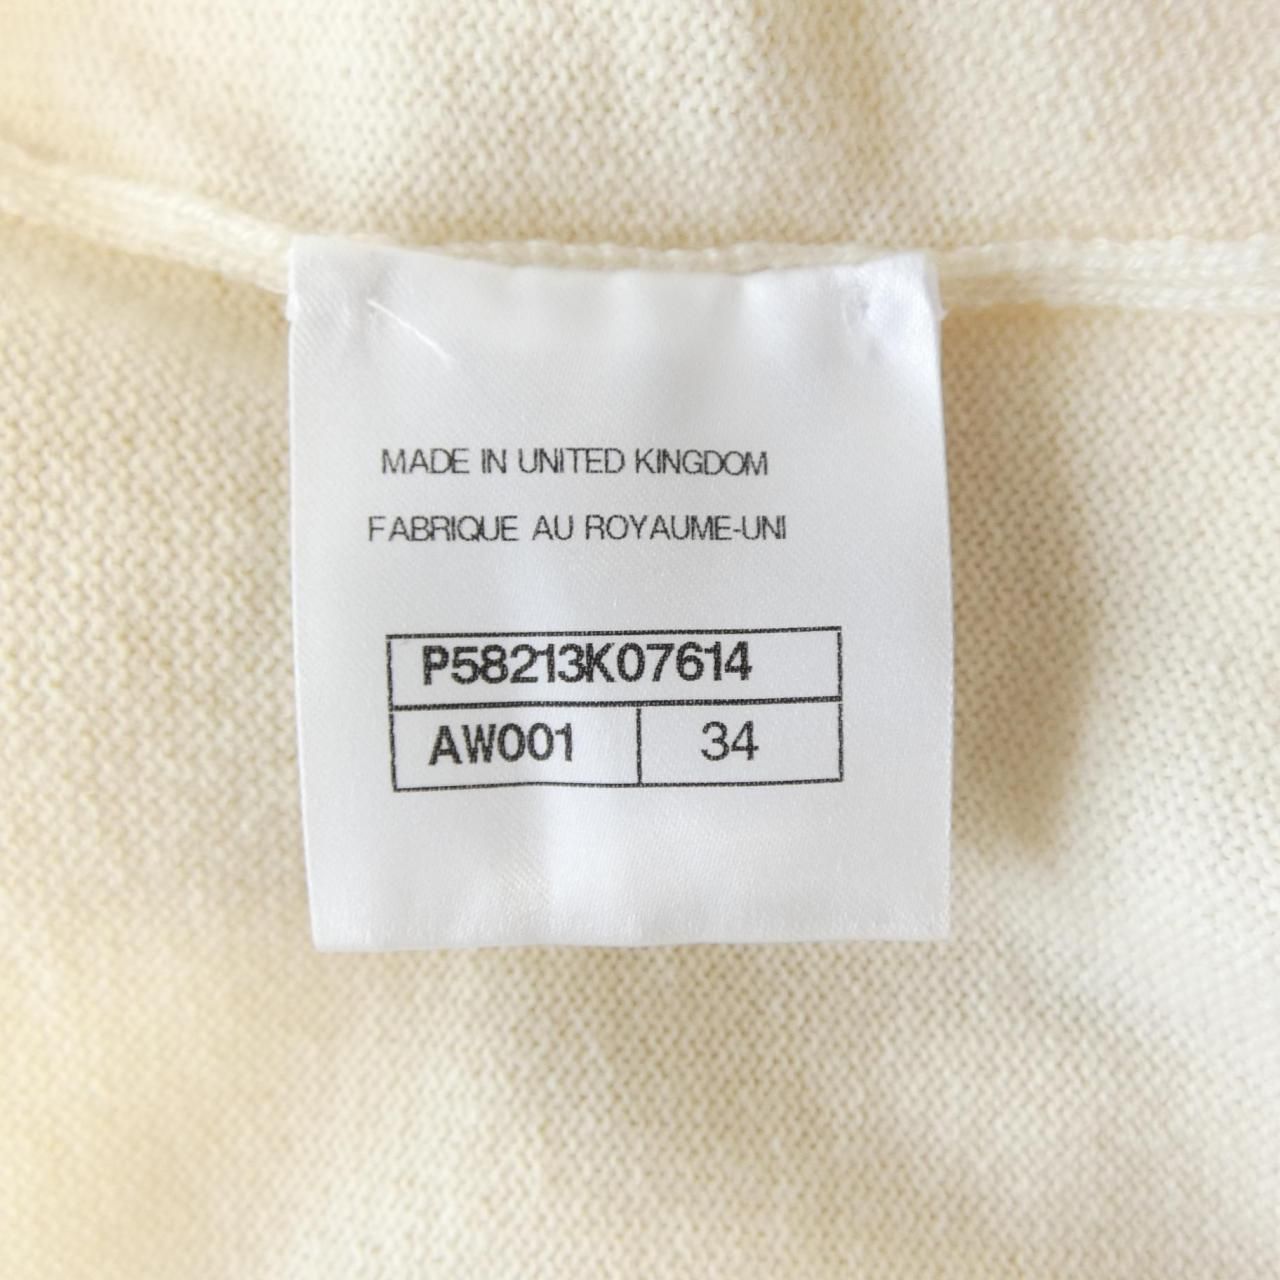 MADE IN UNITED KINGDOM
FABRIQUE AU ROYAUME-UNI
P58213K07614
AW001 34